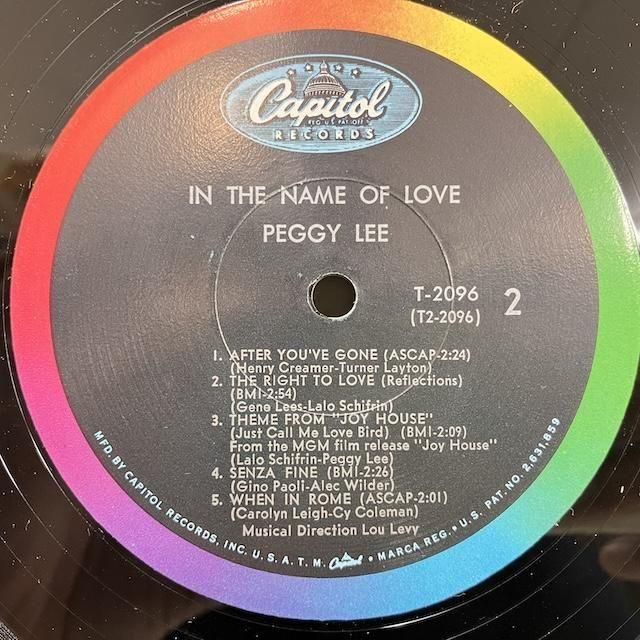 Capitol
REG. U.S. PAT. OFF.
RECORDS
IN THE NAME OF LOVE
PEGGY LEE
T-2096
(T2-2096)
2
1. AFTER YOU'VE GONE (ASCAP-2:24)
(Henry Creamer-Turner Layton)
2. THE RIGHT TO LOVE (Reflections)
(BMI-2:54)
(Gene Lees-Lalo Schifrin)
3. THEME FROM "JOY HOUSE"
(Just Call Me Love Bird) (BMI-2:09)
From the MGM film release "Joy House"
(Lalo Schifrin-Peggy Lee)
4. SENZA FINE (BMI-2:26)
(Gino Paoli-Alec Wilder)
5. WHEN IN ROME (ASCAP-2:01)
(Carolyn Leigh-Cy Coleman)
Musical Direction Lou Levy
MFD. BY CAPITOL RECORDS, INC. U.S.A. T.M. Capitol • MARCA REG. • U.S. PAT. NO. 2,631,859